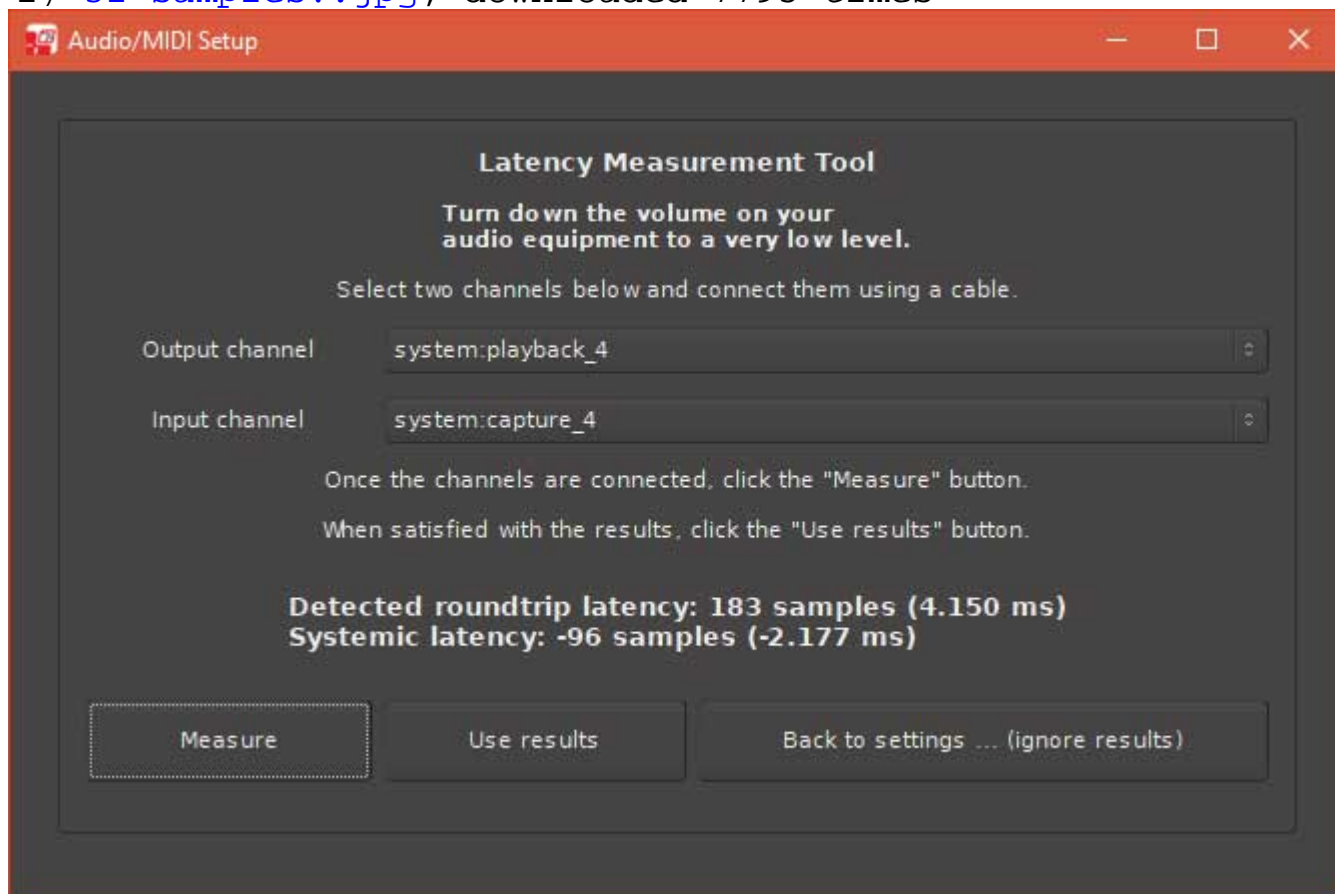 Audio/MIDI Setup
Latency Measurement Tool
Turn down the volume on your
audio equipment to a very low level.
Select two channels below and connect them using a cable.
Output channel system:playback_4
Input channel system:capture_4
Once the channels are connected, click the "Measure" button.
When satisfied with the results, click the "Use results" button.
Detected roundtrip latency: 183 samples (4.150 ms)
Systemic latency: -96 samples (-2.177 ms)
Measure Use results Back to settings ... (ignore results)